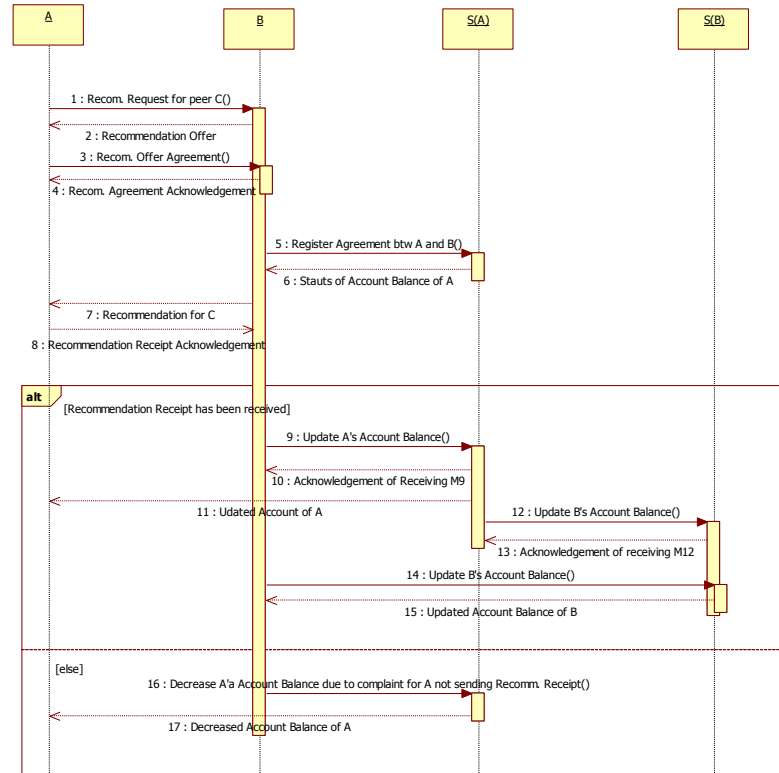 A
B
S(A)
S(B)
1 : Recom. Request for peer C()
2 : Recommendation Offer
3 : Recom. Offer Agreement()
4 : Recom. Agreement Acknowledgement
5 : Register Agreement btw A and B()
6 : Stauts of Account Balance of A
7 : Recommendation for C
8 : Recommendation Receipt Acknowledgement
alt
[Recommendation Receipt has been received]
9 : Update A's Account Balance()
10 : Acknowledgement of Receiving M9
11 : Udated Account of A
12 : Update B's Account Balance()
13 : Acknowledgement of receiving M12
14 : Update B's Account Balance()
15 : Updated Account Balance of B
[else]
16 : Decrease A'a Account Balance due to complaint for A not sending Recomm. Receipt()
17 : Decreased Account Balance of A